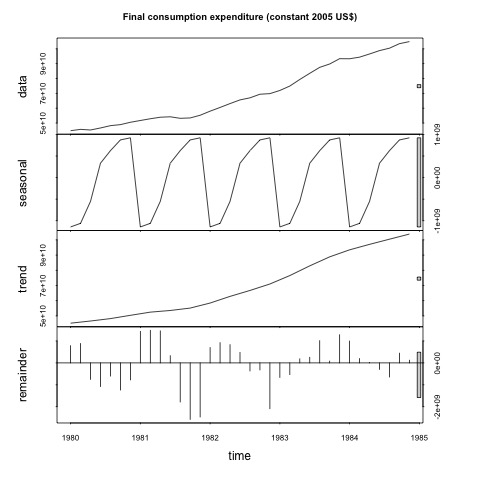 Final consumption expenditure (constant 2005 US$)
data
5e+10 7e+10 9e+10
seasonal
-1e+09 0e+00 1e+09
trend
5e+10 7e+10 9e+10
remainder
-2e+09 0e+00
1980 1981 1982 1983 1984 1985
time